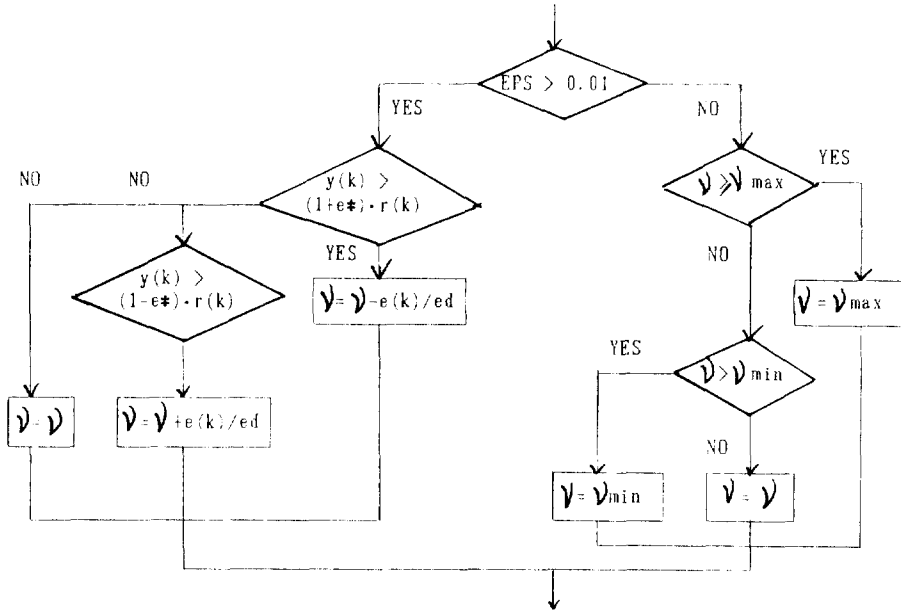 EPS > 0.01
YES
NO
y(k) >
(1+e*)·r(k)
ν ≥ ν max
YES
NO
NO
YES
NO
y(k) >
(1-e*)·r(k)
ν = ν -e(k)/ed
ν = ν max
YES
ν > ν min
ν - ν
ν = ν +e(k)/ed
NO
ν = ν min
ν = ν